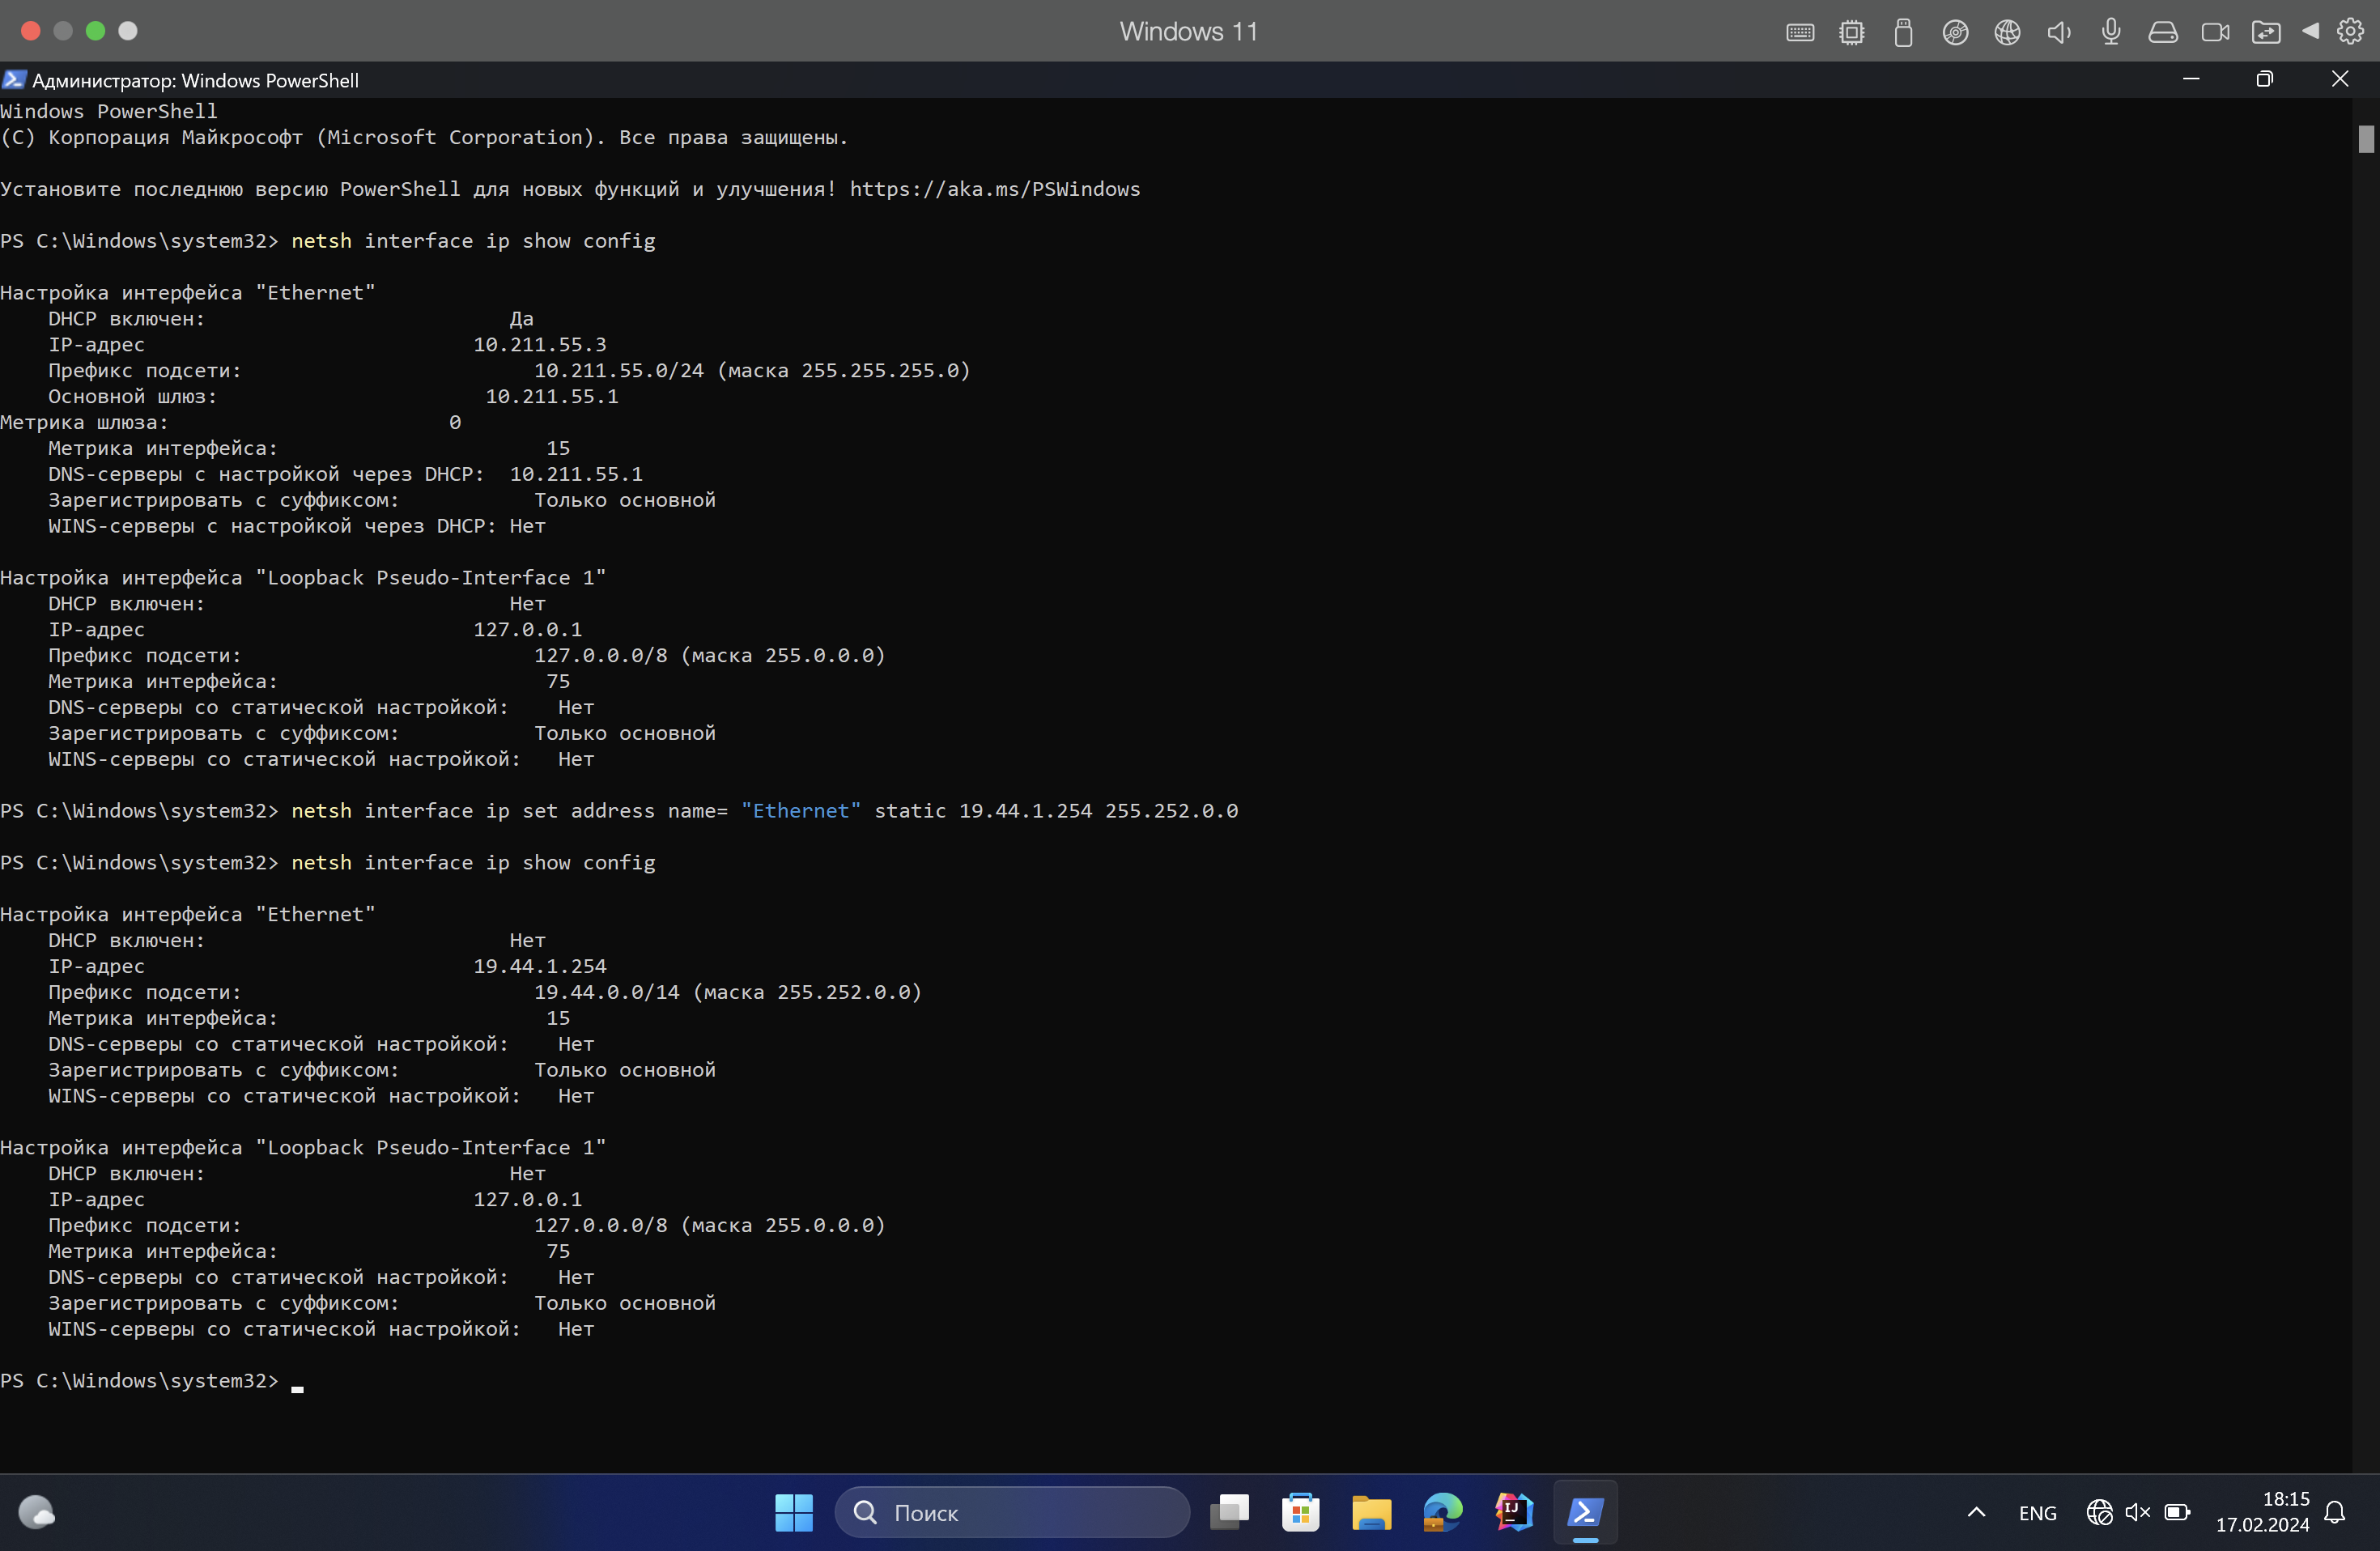 Windows 11
Администратор: Windows PowerShell
Windows PowerShell
(C) Корпорация Майкрософт (Microsoft Corporation). Все права защищены.
Установите последнюю версию PowerShell для новых функций и улучшения! https://aka.ms/PSWindows
PS C:\Windows\system32> netsh interface ip show config
Настройка интерфейса "Ethernet"
DHCP включен: Да
IP-адрес 10.211.55.3
Префикс подсети: 10.211.55.0/24 (маска 255.255.255.0)
Основной шлюз: 10.211.55.1
Метрика шлюза: 0
Метрика интерфейса: 15
DNS-серверы с настройкой через DHCP: 10.211.55.1
Зарегистрировать с суффиксом: Только основной
WINS-серверы с настройкой через DHCP: Нет
Настройка интерфейса "Loopback Pseudo-Interface 1"
DHCP включен: Нет
IP-адрес 127.0.0.1
Префикс подсети: 127.0.0.0/8 (маска 255.0.0.0)
Метрика интерфейса: 75
DNS-серверы со статической настройкой: Нет
Зарегистрировать с суффиксом: Только основной
WINS-серверы со статической настройкой: Нет
PS C:\Windows\system32> netsh interface ip set address name= "Ethernet" static 19.44.1.254 255.252.0.0
PS C:\Windows\system32> netsh interface ip show config
Настройка интерфейса "Ethernet"
DHCP включен: Нет
IP-адрес 19.44.1.254
Префикс подсети: 19.44.0.0/14 (маска 255.252.0.0)
Метрика интерфейса: 15
DNS-серверы со статической настройкой: Нет
Зарегистрировать с суффиксом: Только основной
WINS-серверы со статической настройкой: Нет
Настройка интерфейса "Loopback Pseudo-Interface 1"
DHCP включен: Нет
IP-адрес 127.0.0.1
Префикс подсети: 127.0.0.0/8 (маска 255.0.0.0)
Метрика интерфейса: 75
DNS-серверы со статической настройкой: Нет
Зарегистрировать с суффиксом: Только основной
WINS-серверы со статической настройкой: Нет
PS C:\Windows\system32>
Поиск
IJ
ENG
18:15
17.02.2024